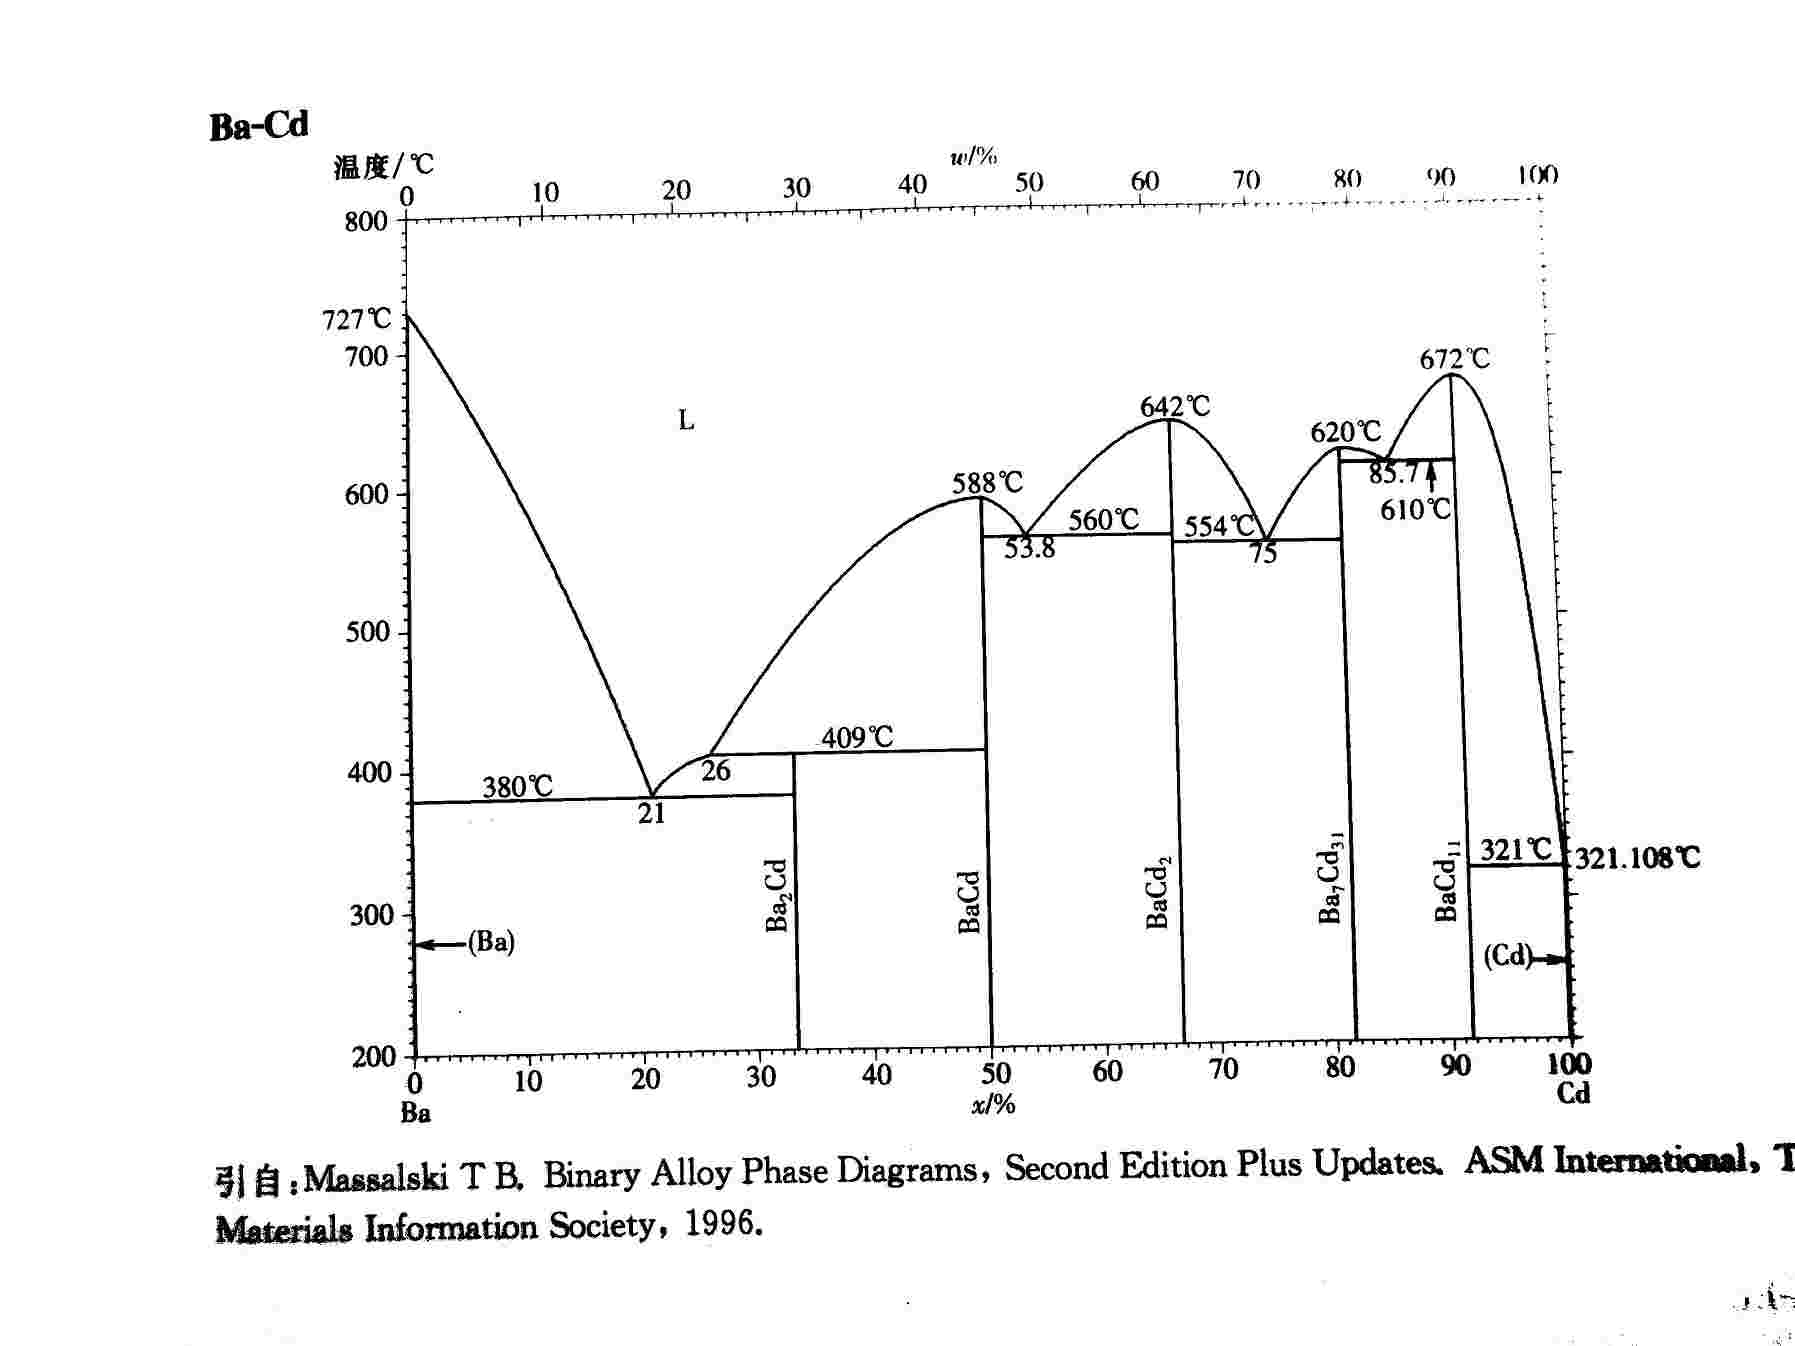 Ba-Cd
温度/℃
w/%
0 10 20 30 40 50 60 70 80 90 100
800
727℃
700
672℃
L
642℃
620℃
600
588℃
85.7
610℃
560℃
554℃
53.8
75
500
409℃
400
26
380℃
21
Ba₂Cd
BaCd
BaCd₂
Ba₇Cd₃₁
BaCd₁₁
321℃
321.108℃
300
(Ba)
(Cd)
200
0 10 20 30 40 50 60 70 80 90 100
Ba
x/%
Cd
引自:Massalski T B. Binary Alloy Phase Diagrams, Second Edition Plus Updates. ASM International, T
Materials Information Society, 1996.